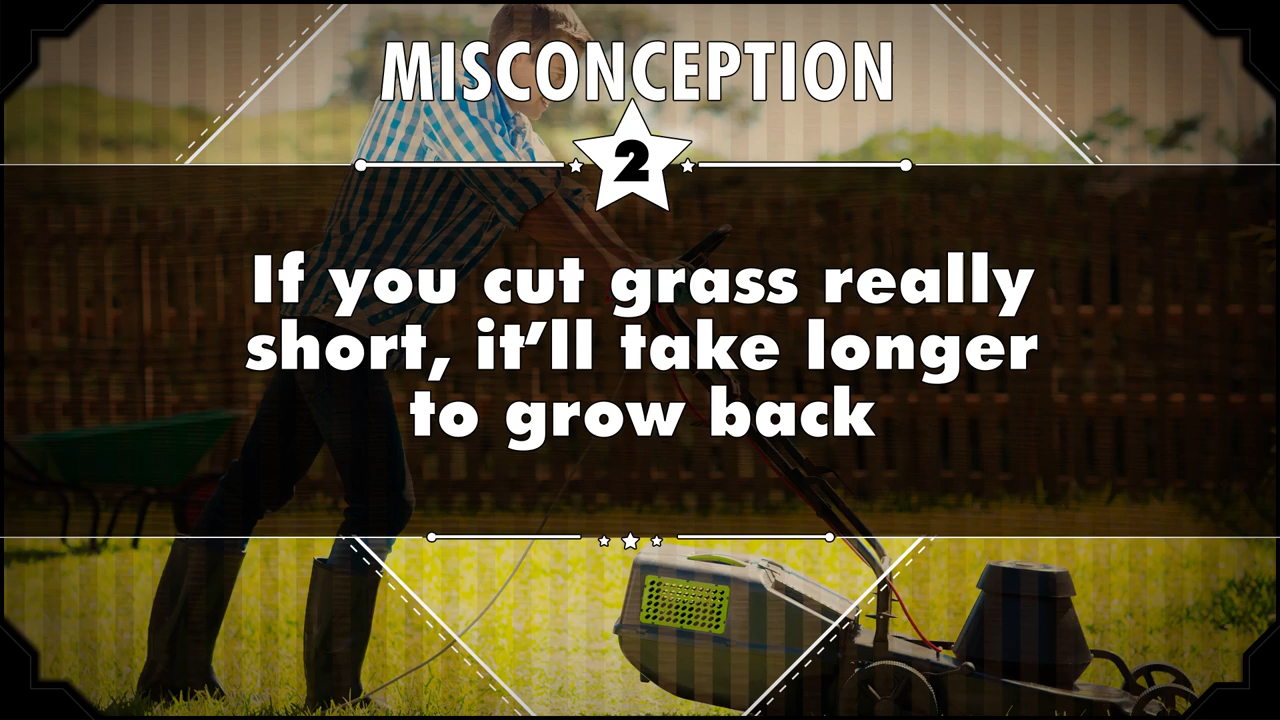 MISCONCEPTION
2
If you cut grass really
short, it’ll take longer
to grow back